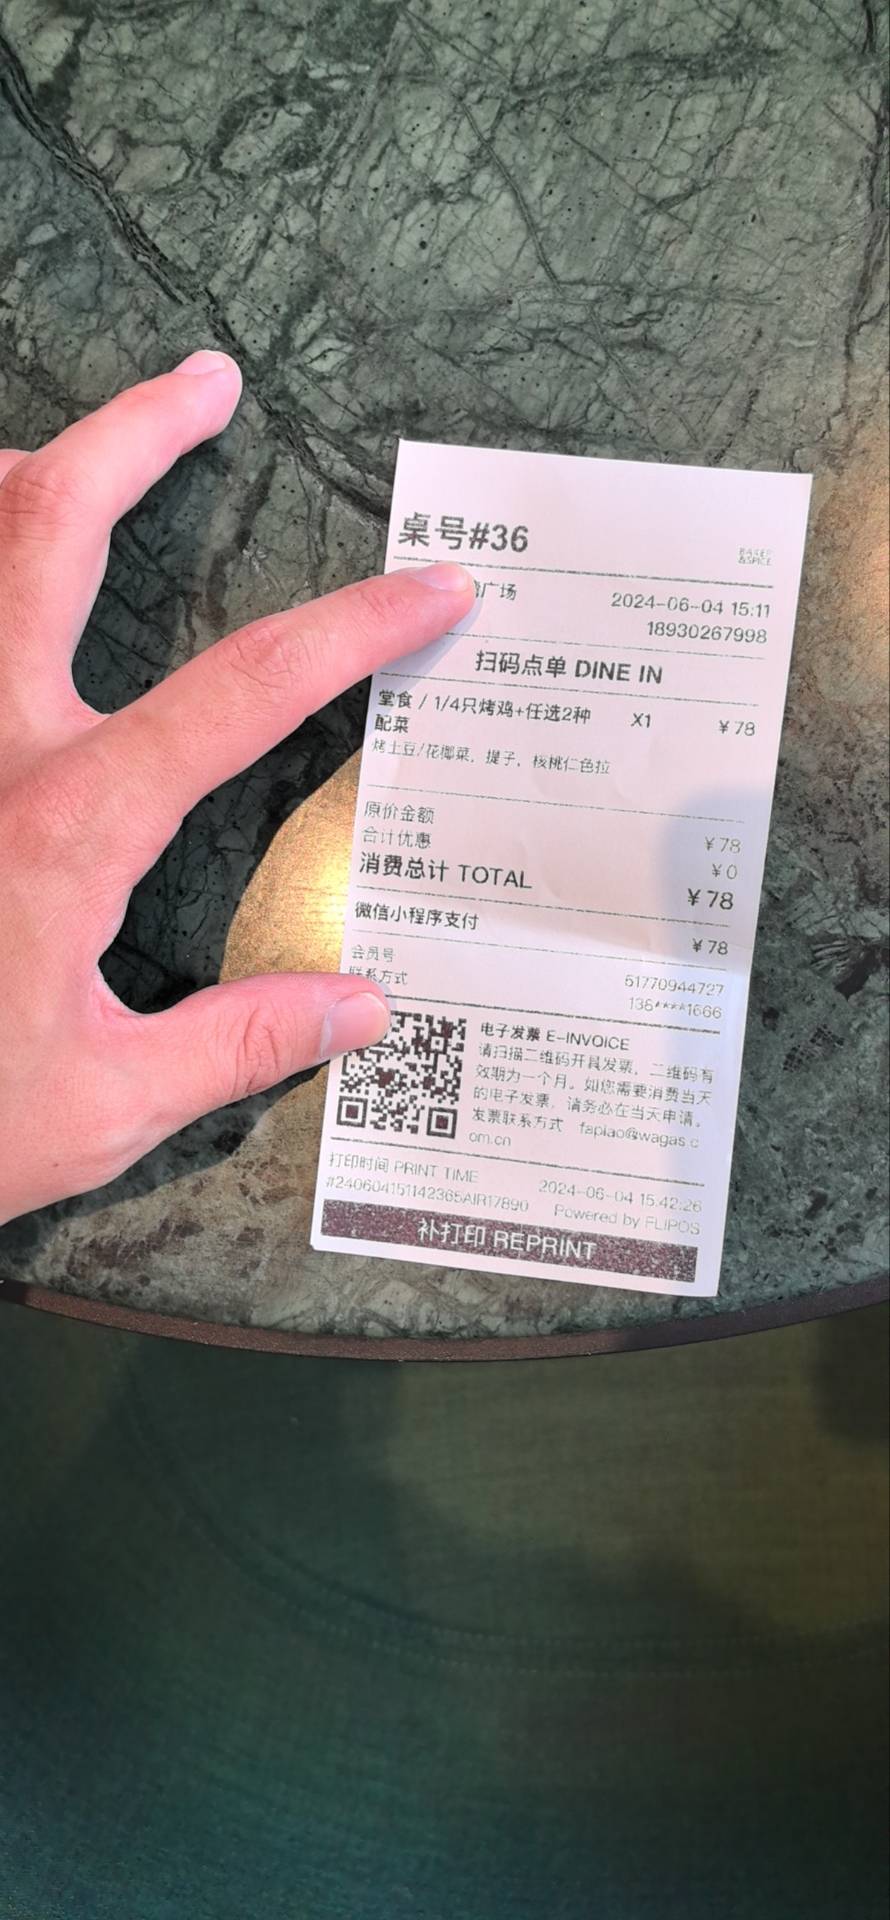 桌号#36
BAKER
&SPICE
广场
2024-06-04 15:11
18930267998
扫码点单 DINE IN
堂食 / 1/4只烤鸡+任选2种 X1 ¥78
配菜
烤土豆/花椰菜，提子，核桃仁色拉
原价金额 ¥78
合计优惠 ¥0
消费总计 TOTAL ¥78
微信小程序支付 ¥78
会员号 51770944727
联系方式 136****1666
电子发票 E-INVOICE
请扫描二维码开具发票，二维码有
效期为一个月。如您需要消费当天
的电子发票，请务必在当天申请。
发票联系方式 fapiao@wagas.c
om.cn
打印时间 PRINT TIME 2024-06-04 15:42:26
#240604151142365AIR17890 Powered by FLIPOS
补打印 REPRINT